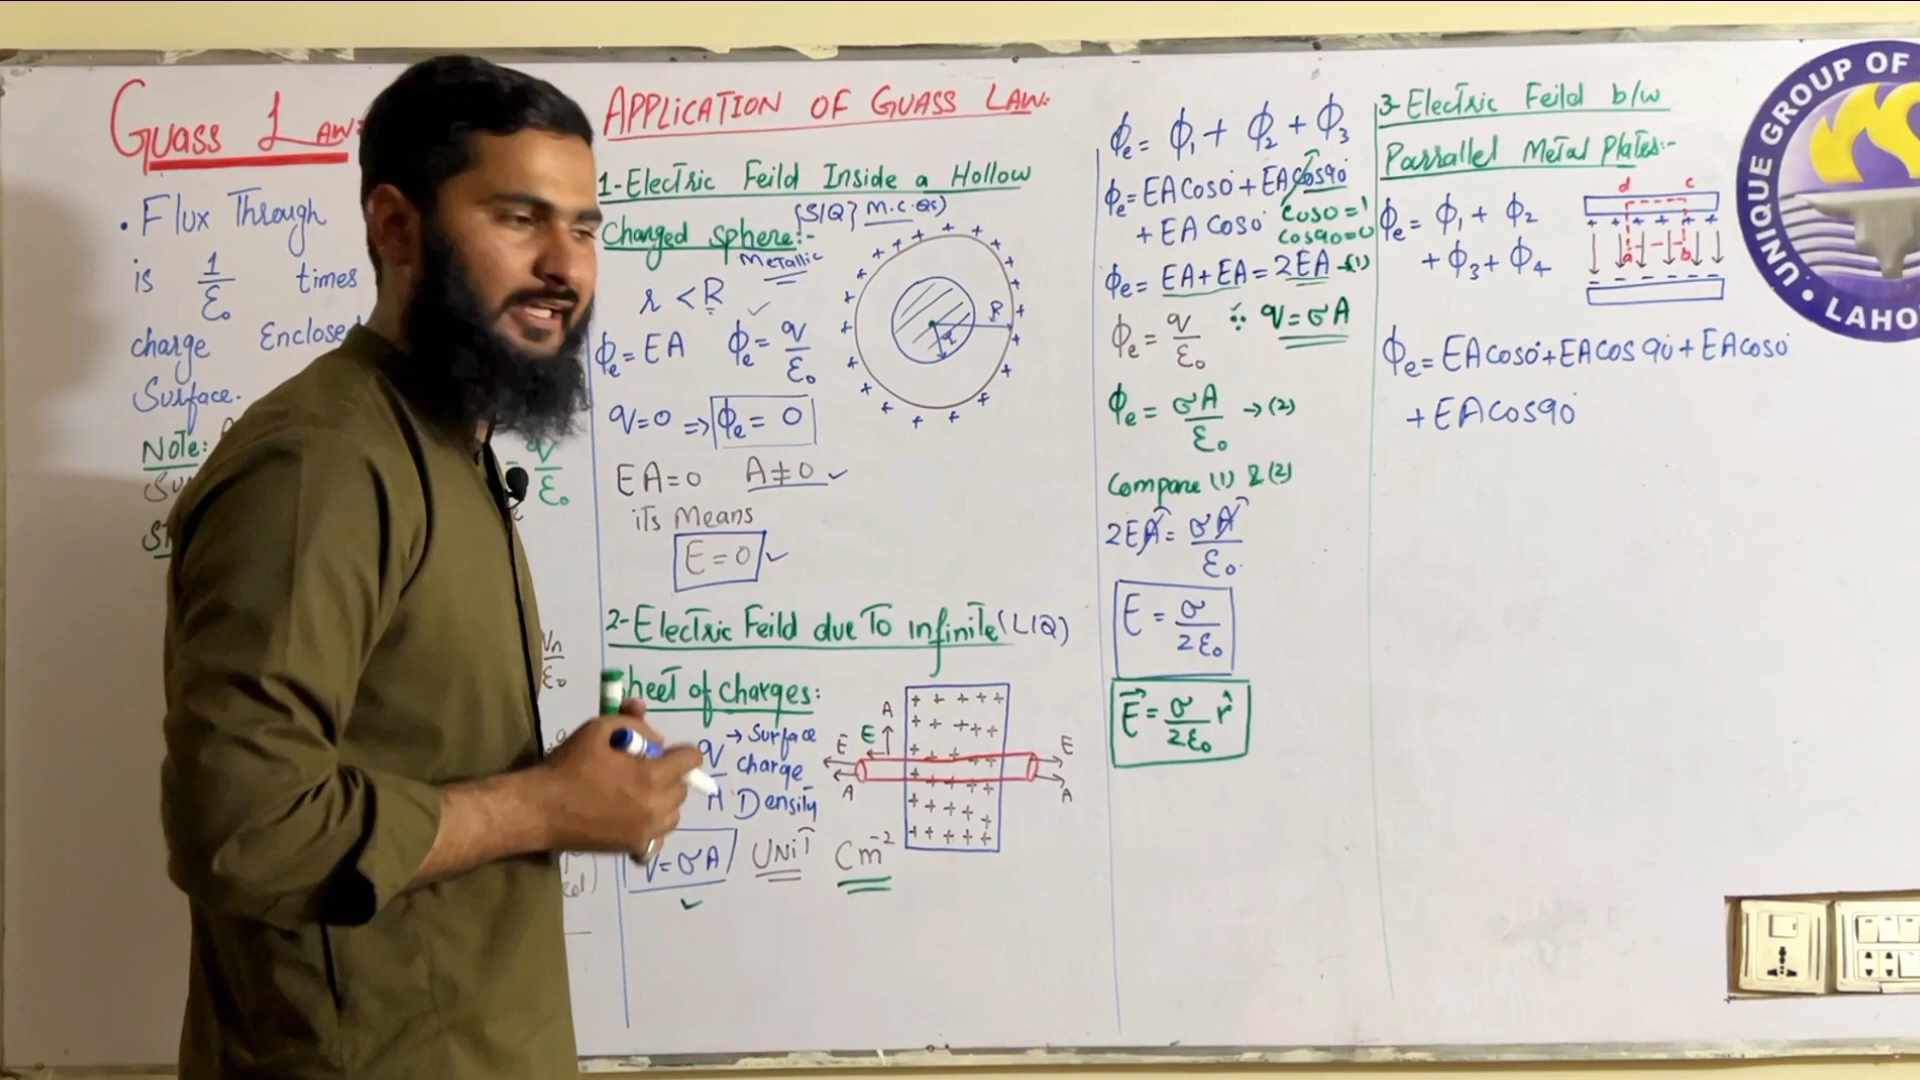 Guass Law:
• Flux Through
is 1/ε₀ times
charge Enclosed
Surface.
Note:
q/ε₀
APPLICATION OF GUASS LAW:
1- Electric Feild Inside a Hollow
{S/Q} M.C.Qs)
Charged sphere:-
Metallic
r < R
ϕe = EA ϕe = q/ε₀
q=0 ⇒ ϕe = 0
EA=0 A≠0 ✓
iTs Means
E = 0 ✓
R
+ + + + + + + + + + + + + + + + + + + +
2- Electric Feild due To infinite (L/Q)
Sheet of charges:
q → Surface
charge
A Density
q = σA UNIT Cm⁻²
A
E E
A
E
A
ϕe = ϕ₁ + ϕ₂ + ϕ₃
ϕe = EA cos0° + EA cos90°
+ EA cos0° cos0=1
cos90=0
ϕe = EA+EA = 2EA →(1)
ϕe = q/ε₀ ∵ q = σA
ϕe = σA/ε₀ → (2)
Compare (1) & (2)
2EA = σA/ε₀
E = σ/2ε₀
E⃗ = σ/2ε₀ r̂
3- Electric Feild b/w
Parrallel Metal Plates:-
d c
+ + + + + +
a b
- - - - - - -
ϕe = ϕ₁ + ϕ₂
+ ϕ₃ + ϕ₄
ϕe = EA cos0° + EA cos 90° + EA cos0°
+ EA cos90°
UNIQUE GROUP OF
LAHO